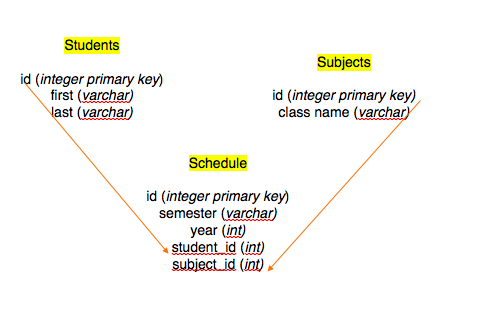 Students
id (integer primary key)
first (varchar)
last (varchar)
Subjects
id (integer primary key)
class name (varchar)
Schedule
id (integer primary key)
semester (varchar)
year (int)
student_id (int)
subject_id (int)